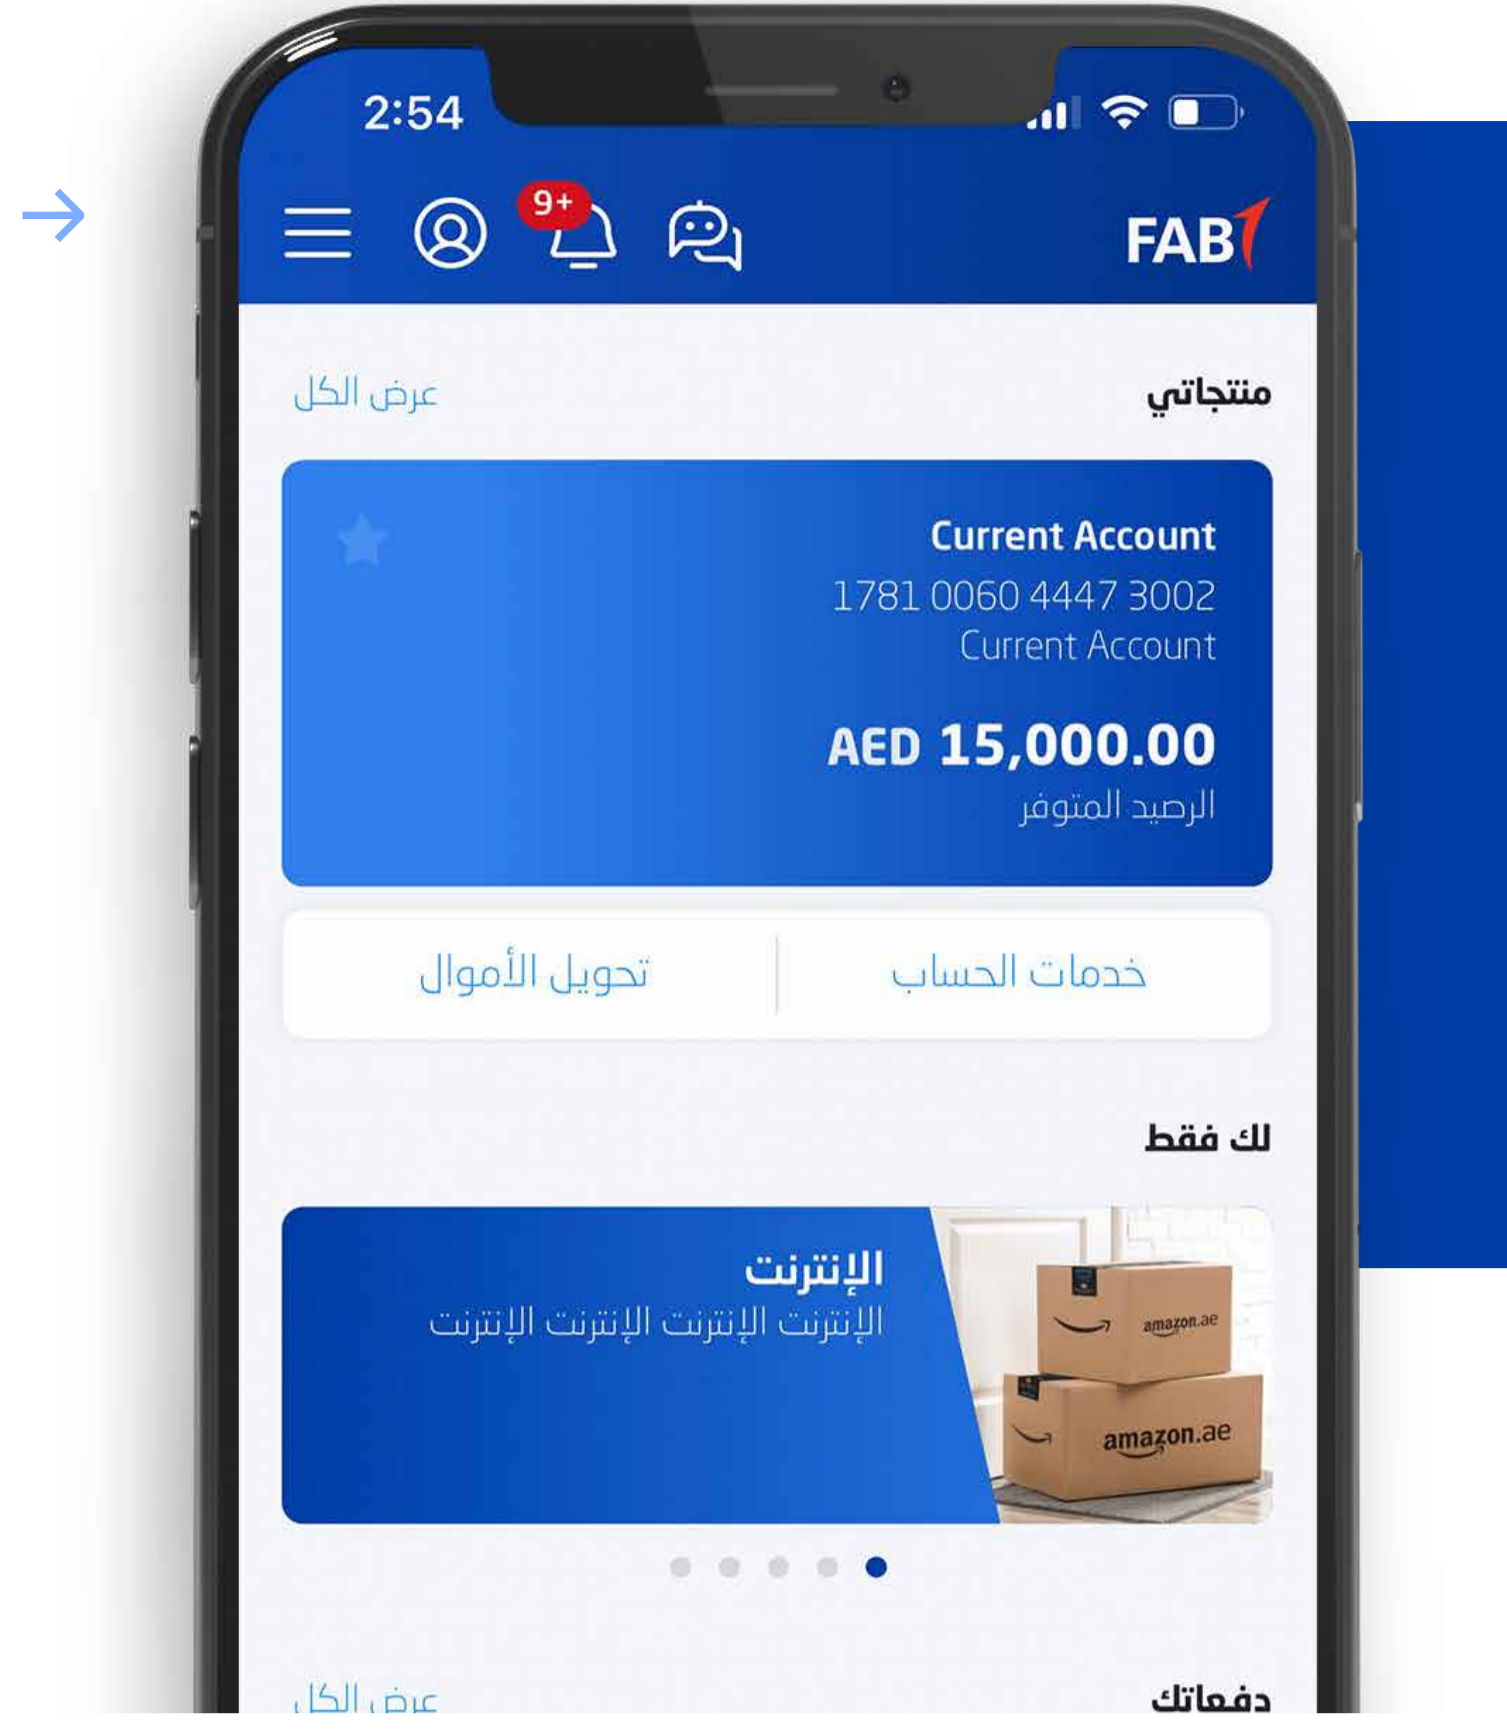 2:54
9+
FAB
منتجاتي
عرض الكل
Current Account
1781 0060 4447 3002
Current Account
AED 15,000.00
الرصيد المتوفر
خدمات الحساب
تحويل الأموال
لك فقط
الإنترنت
الإنترنت الإنترنت الإنترنت الإنترنت
amazon.ae
amazon.ae
دفعاتك
عرض الكل